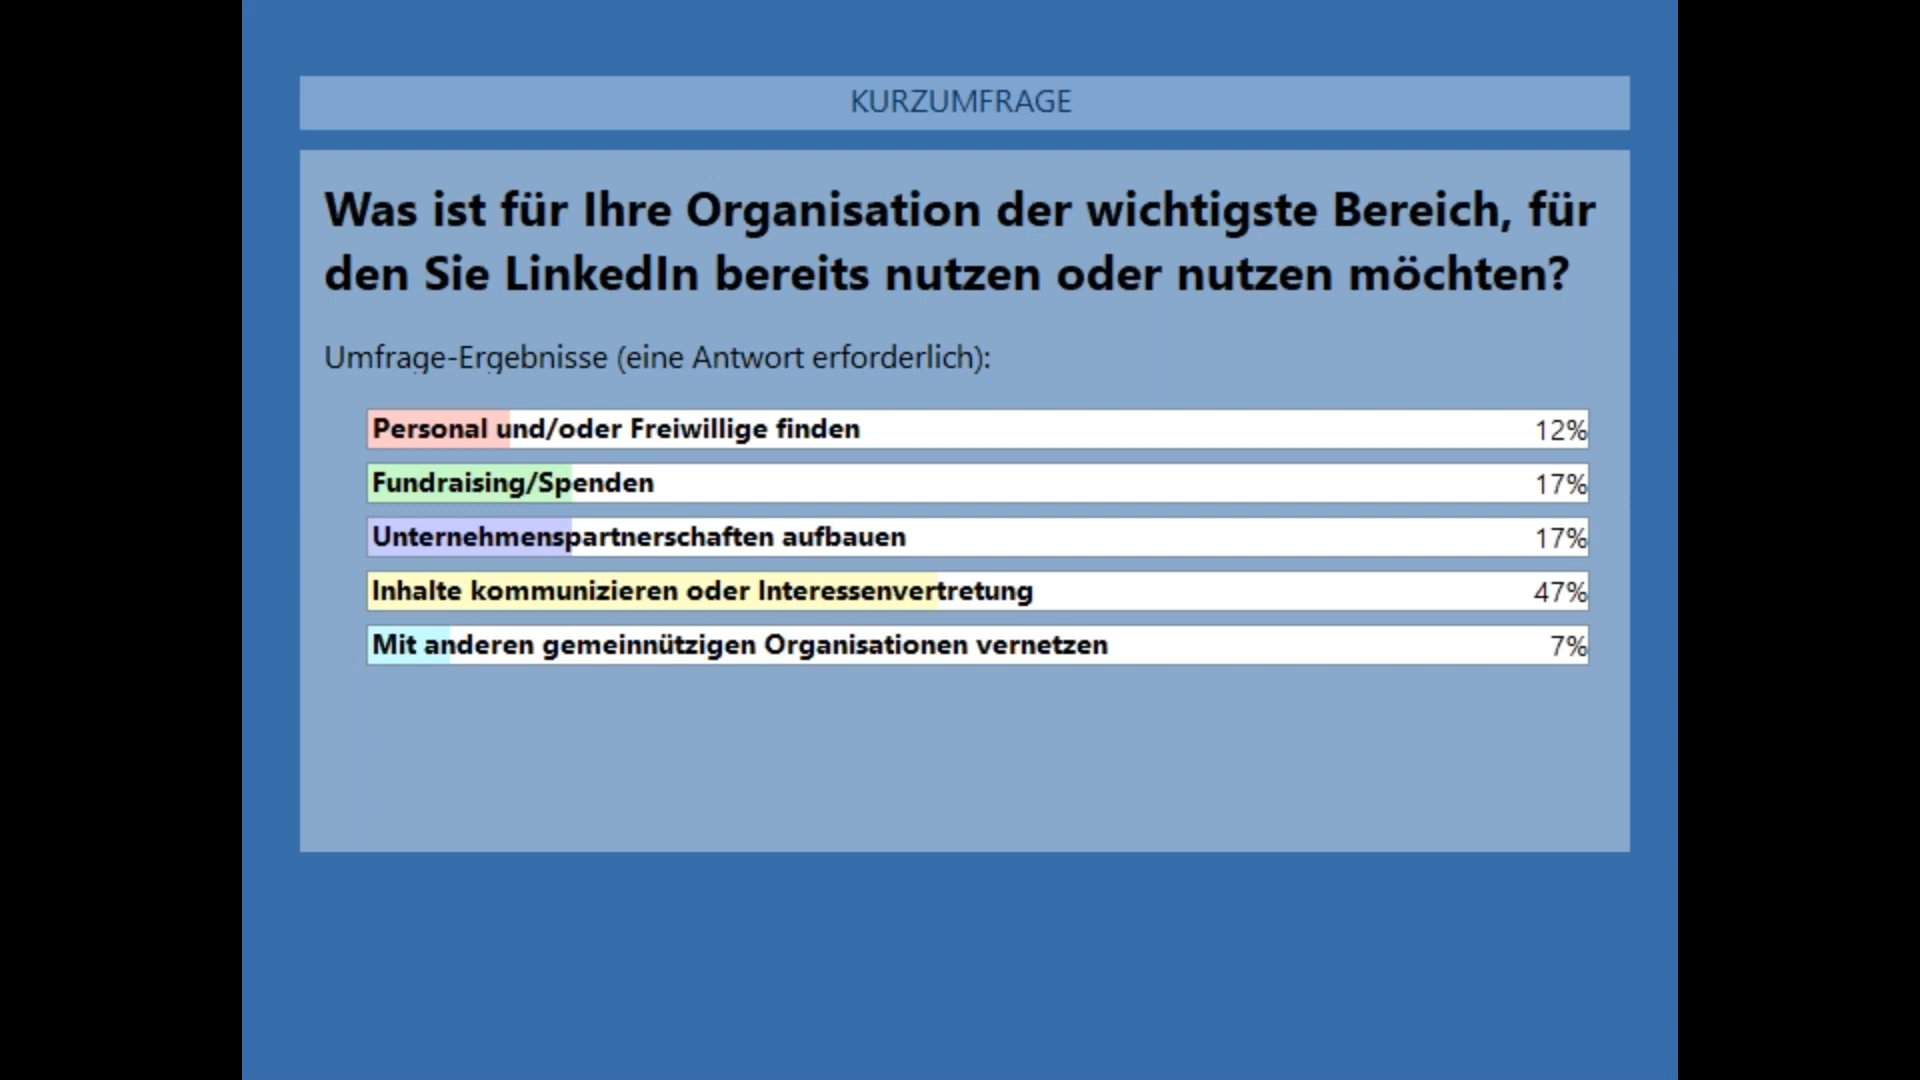 KURZUMFRAGE
Was ist für Ihre Organisation der wichtigste Bereich, für
den Sie LinkedIn bereits nutzen oder nutzen möchten?
Umfrage-Ergebnisse (eine Antwort erforderlich):
Personal und/oder Freiwillige finden 12%
Fundraising/Spenden 17%
Unternehmenspartnerschaften aufbauen 17%
Inhalte kommunizieren oder Interessenvertretung 47%
Mit anderen gemeinnützigen Organisationen vernetzen 7%